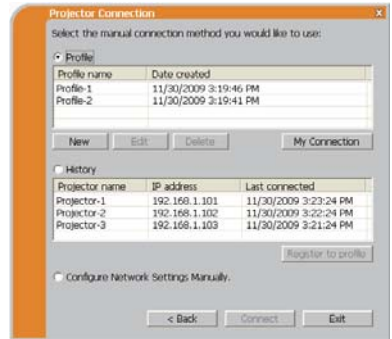 Projector Connection
X
Select the manual connection method you would like to use:
Profile
Profile name Date created
Profile-1 11/30/2009 3:19:46 PM
Profile-2 11/30/2009 3:19:41 PM
New Edit Delete My Connection
History
Projector name IP address Last connected
Projector-1 192.168.1.101 11/30/2009 3:23:24 PM
Projector-2 192.168.1.102 11/30/2009 3:22:24 PM
Projector-3 192.168.1.103 11/30/2009 3:21:24 PM
Register to profile
Configure Network Settings Manually.
< Back Connect Exit